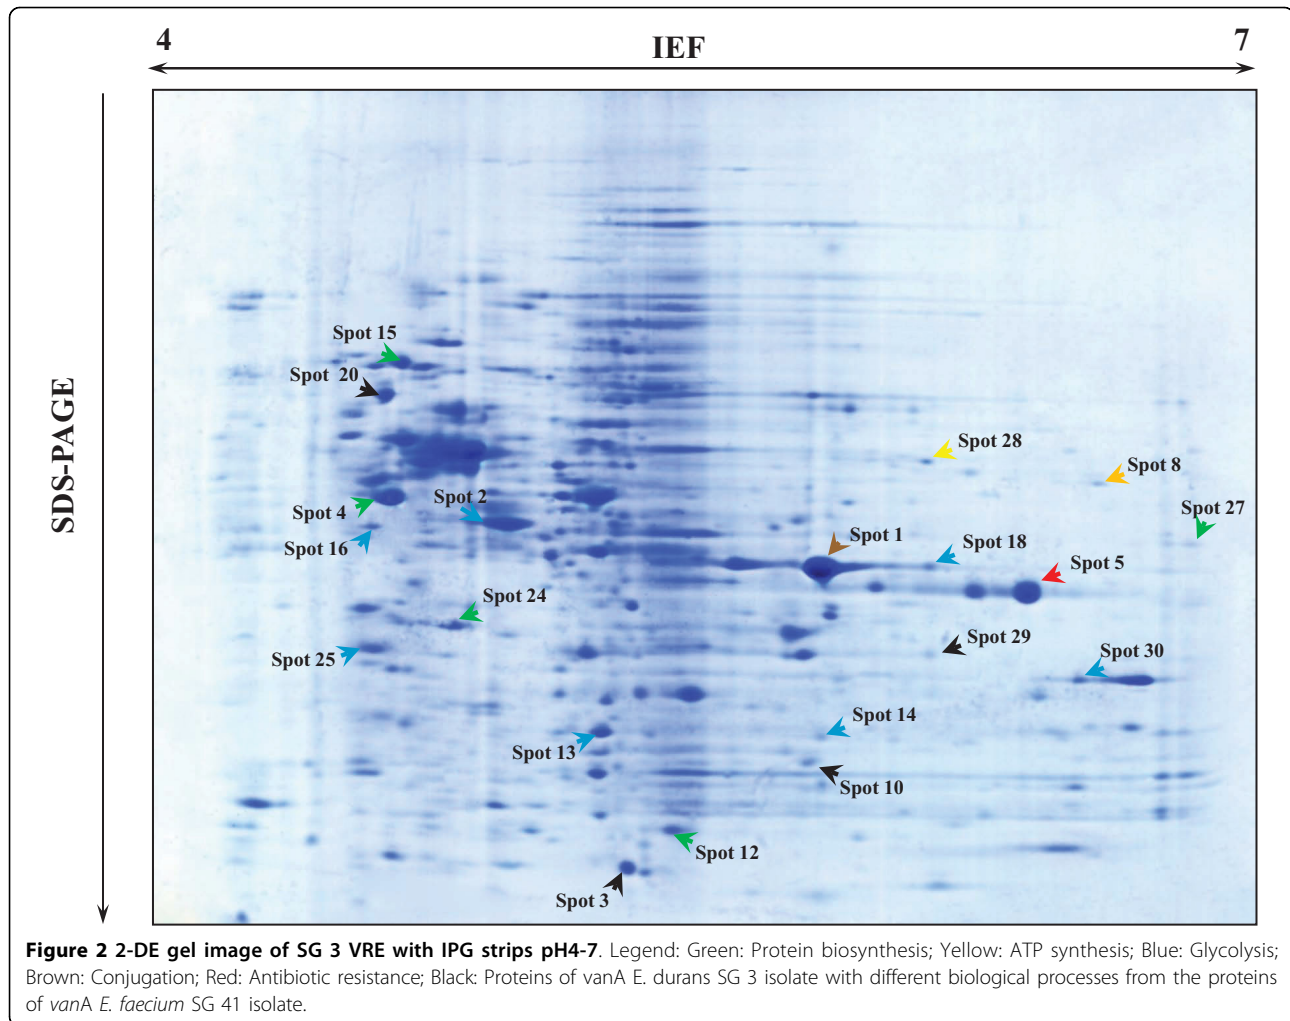 4
IEF
7
SDS-PAGE
Spot 15
Spot 20
Spot 28
Spot 8
Spot 2
Spot 4
Spot 27
Spot 16
Spot 1
Spot 18
Spot 5
Spot 24
Spot 29
Spot 25
Spot 30
Spot 14
Spot 13
Spot 10
Spot 12
Spot 3
Figure 2 2-DE gel image of SG 3 VRE with IPG strips pH4-7. Legend: Green: Protein biosynthesis; Yellow: ATP synthesis; Blue: Glycolysis;
Brown: Conjugation; Red: Antibiotic resistance; Black: Proteins of vanA E. durans SG 3 isolate with different biological processes from the proteins
of vanA E. faecium SG 41 isolate.